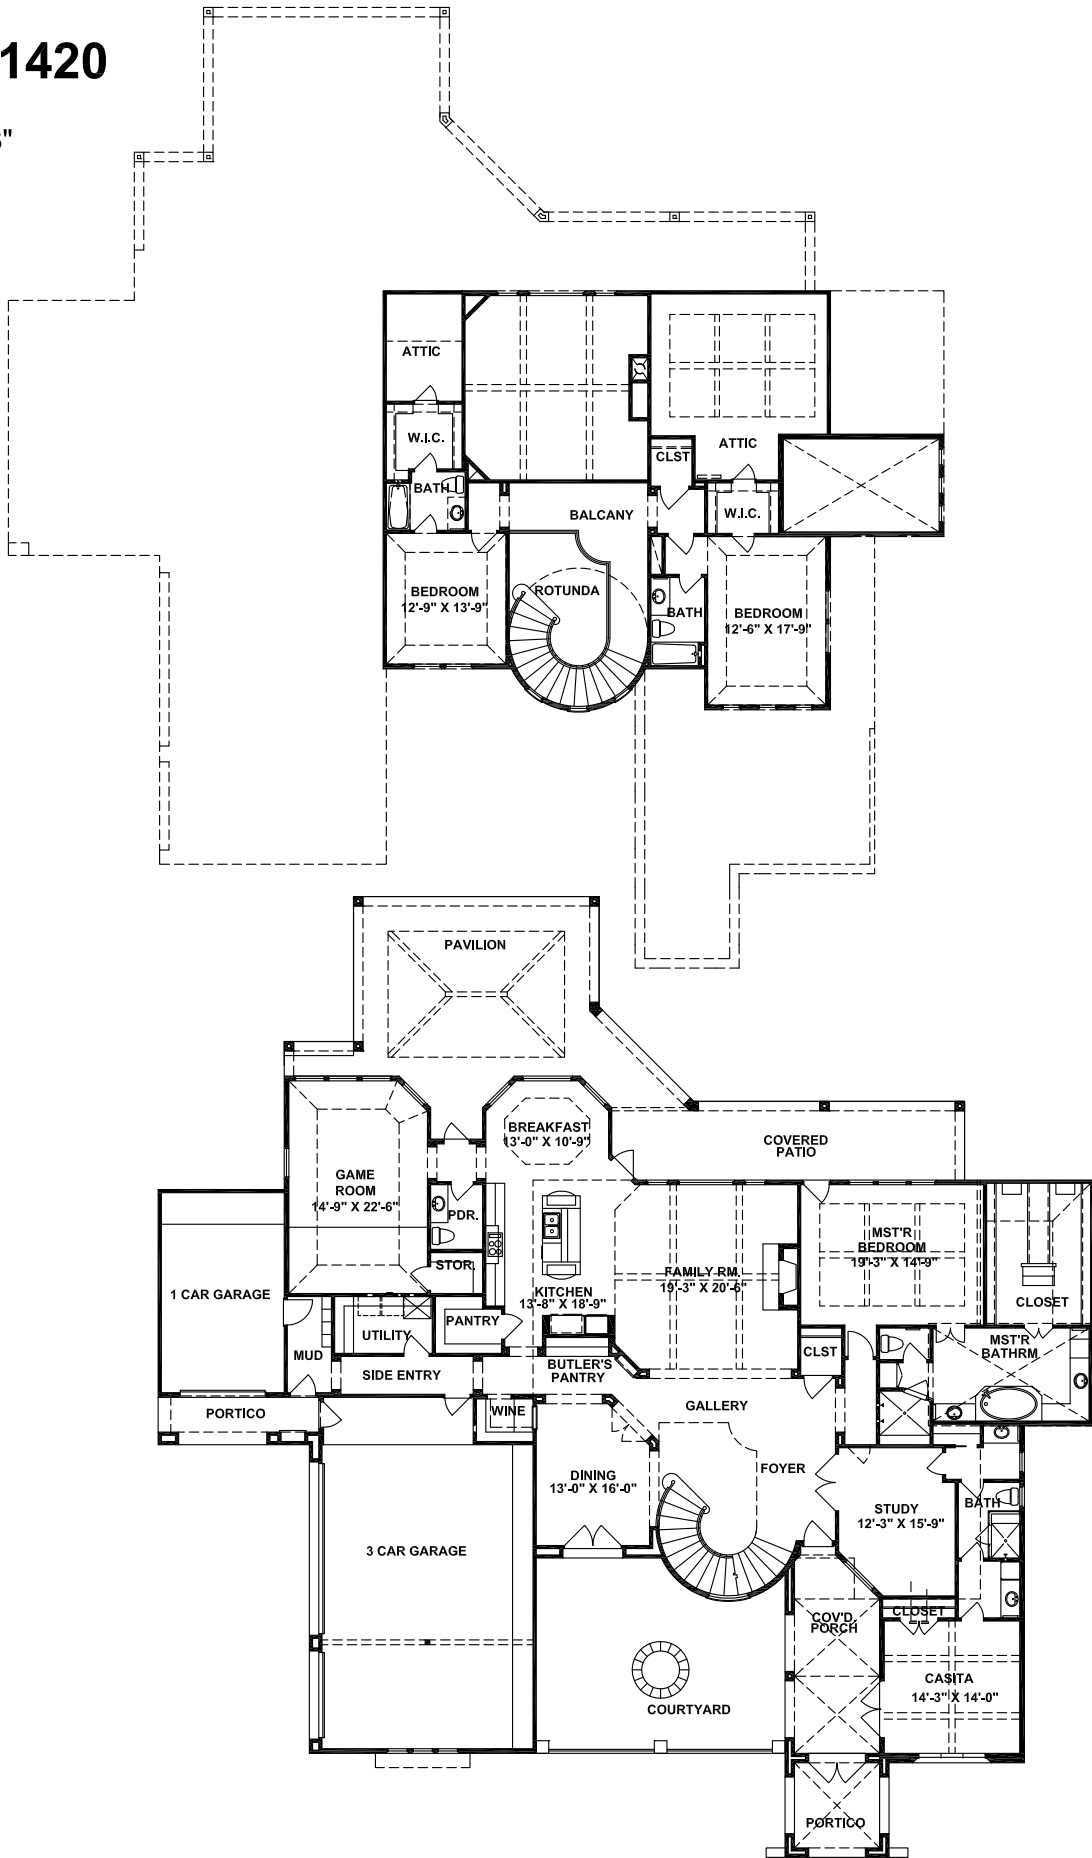 1420
"
ATTIC
W.I.C.
BATH
CLST
ATTIC
W.I.C.
BALCANY
BEDROOM
12'-9" X 13'-9"
ROTUNDA
BATH
BEDROOM
12'-6" X 17'-9"
PAVILION
BREAKFAST
13'-0" X 10'-9"
COVERED
PATIO
GAME
ROOM
14'-9" X 22'-6"
PDR.
STOR.
MST'R
BEDROOM
19'-3" X 14'-9"
FAMILY RM.
19'-3" X 20'-6"
1 CAR GARAGE
KITCHEN
13'-8" X 18'-9"
CLOSET
PANTRY
UTILITY
MUD
MST'R
BATHRM.
CLST
SIDE ENTRY
BUTLER'S
PANTRY
PORTICO
WINE
GALLERY
FOYER
DINING
13'-0" X 16'-0"
STUDY
12'-3" X 15'-9"
BATH
3 CAR GARAGE
CLOSET
COV'D.
PORCH
CASITA
14'-3" X 14'-0"
COURTYARD
PORTICO